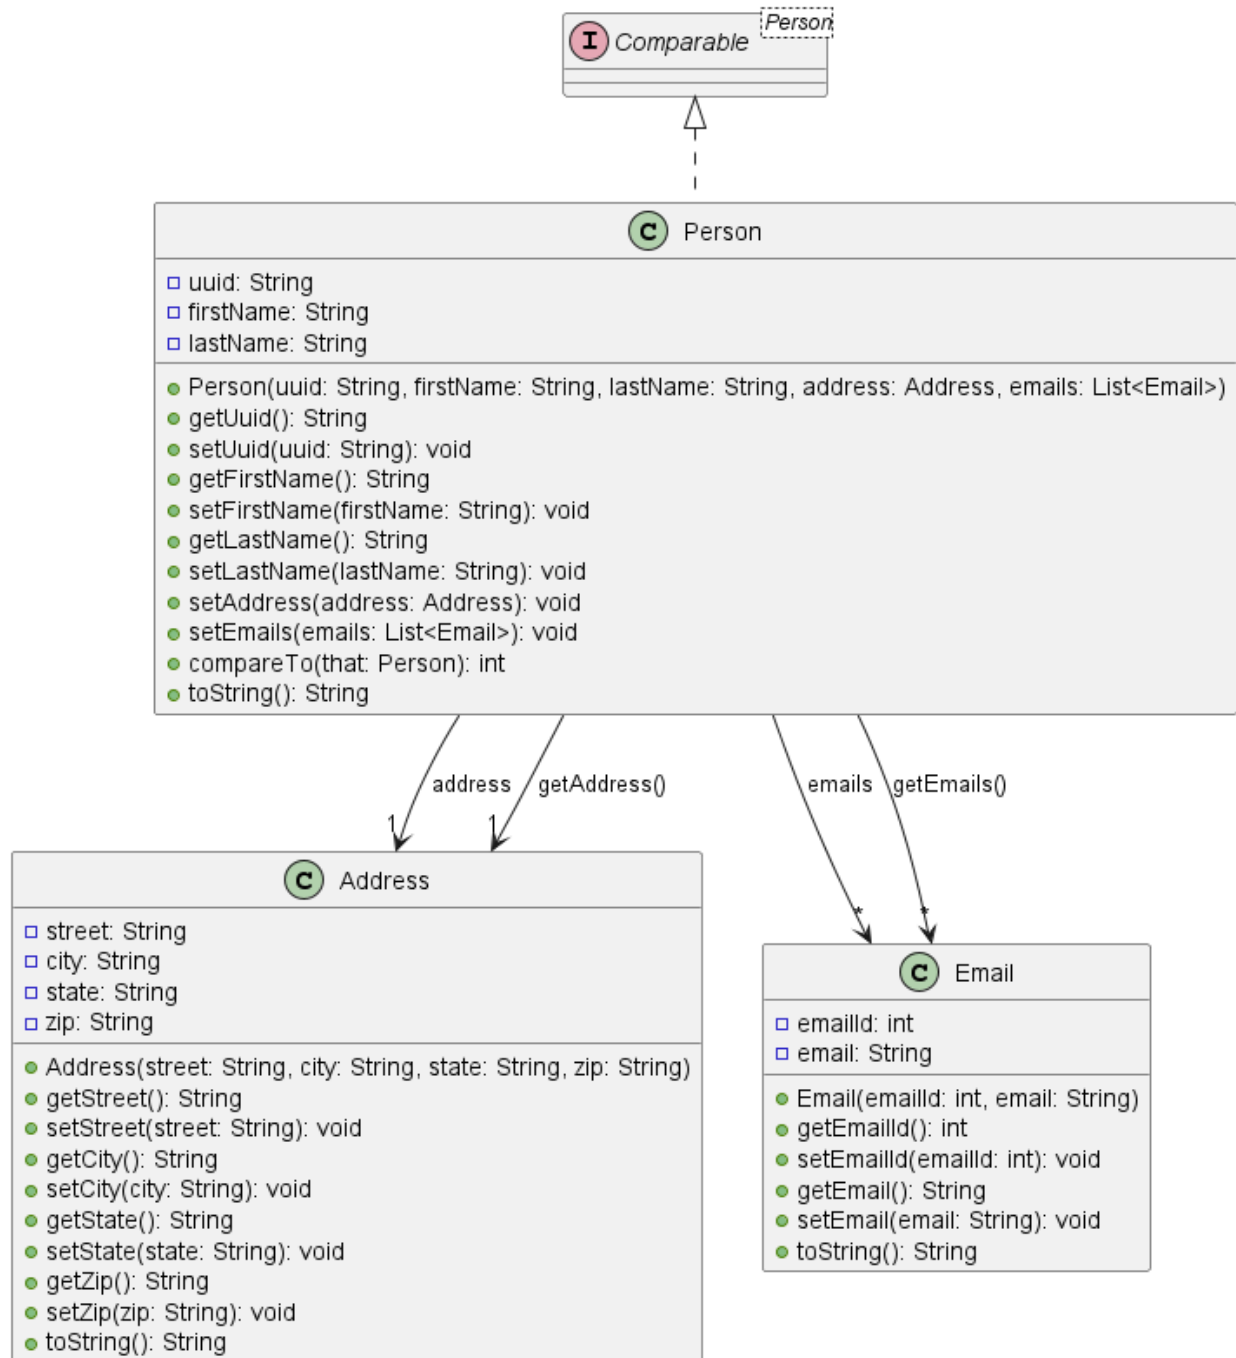 Person
I Comparable
C Person
uuid: String
firstName: String
lastName: String
Person(uuid: String, firstName: String, lastName: String, address: Address, emails: List<Email>)
getUuid(): String
setUuid(uuid: String): void
getFirstName(): String
setFirstName(firstName: String): void
getLastName(): String
setLastName(lastName: String): void
setAddress(address: Address): void
setEmails(emails: List<Email>): void
compareTo(that: Person): int
toString(): String
address getAddress() emails getEmails()
1 1
* *
C Address
street: String
city: String
state: String
zip: String
Address(street: String, city: String, state: String, zip: String)
getStreet(): String
setStreet(street: String): void
getCity(): String
setCity(city: String): void
getState(): String
setState(state: String): void
getZip(): String
setZip(zip: String): void
toString(): String
C Email
emailId: int
email: String
Email(emailId: int, email: String)
getEmailId(): int
setEmailId(emailId: int): void
getEmail(): String
setEmail(email: String): void
toString(): String